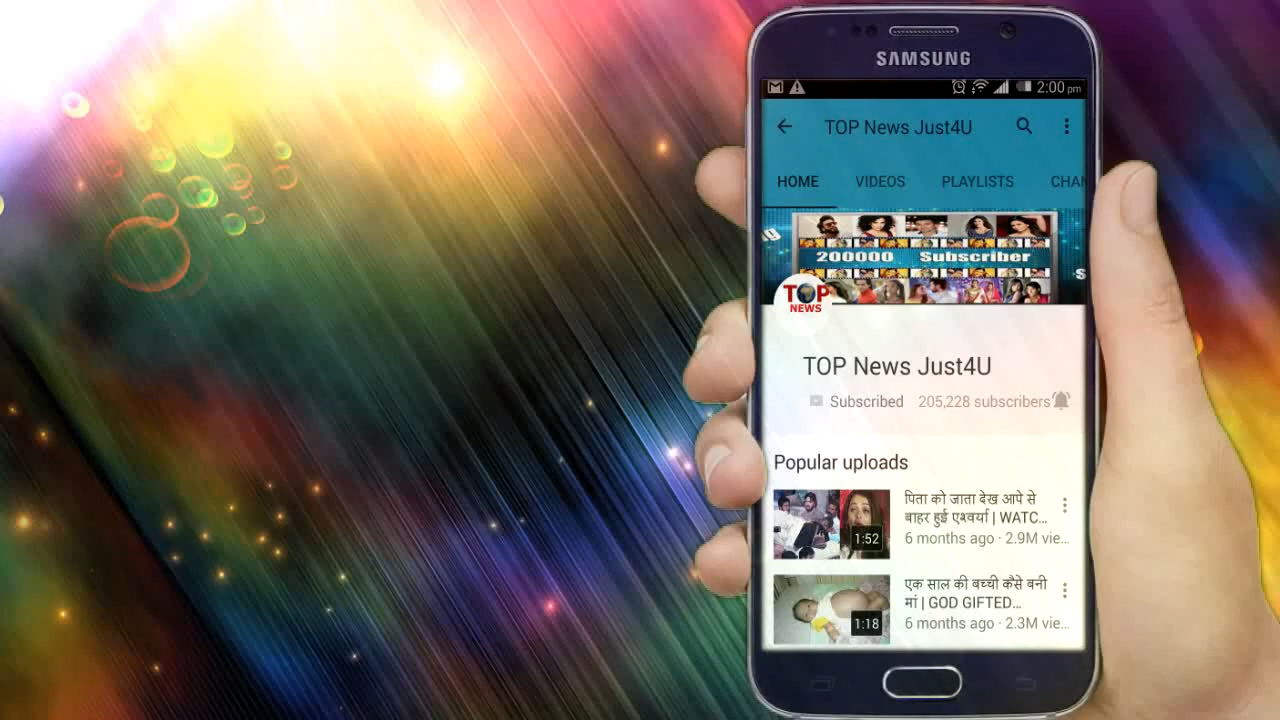 SAMSUNG
2:00 pm
TOP News Just4U
HOME VIDEOS PLAYLISTS CHAN
200000 Subscriber
TOP
NEWS
TOP News Just4U
Subscribed 205,228 subscribers
Popular uploads
पिता को जाता देख आपे से
बाहर हुई एश्वर्या | WATC...
6 months ago · 2.9M vie...
1:52
एक साल की बच्ची कैसे बनी
मां | GOD GIFTED...
6 months ago · 2.3M vie...
1:18